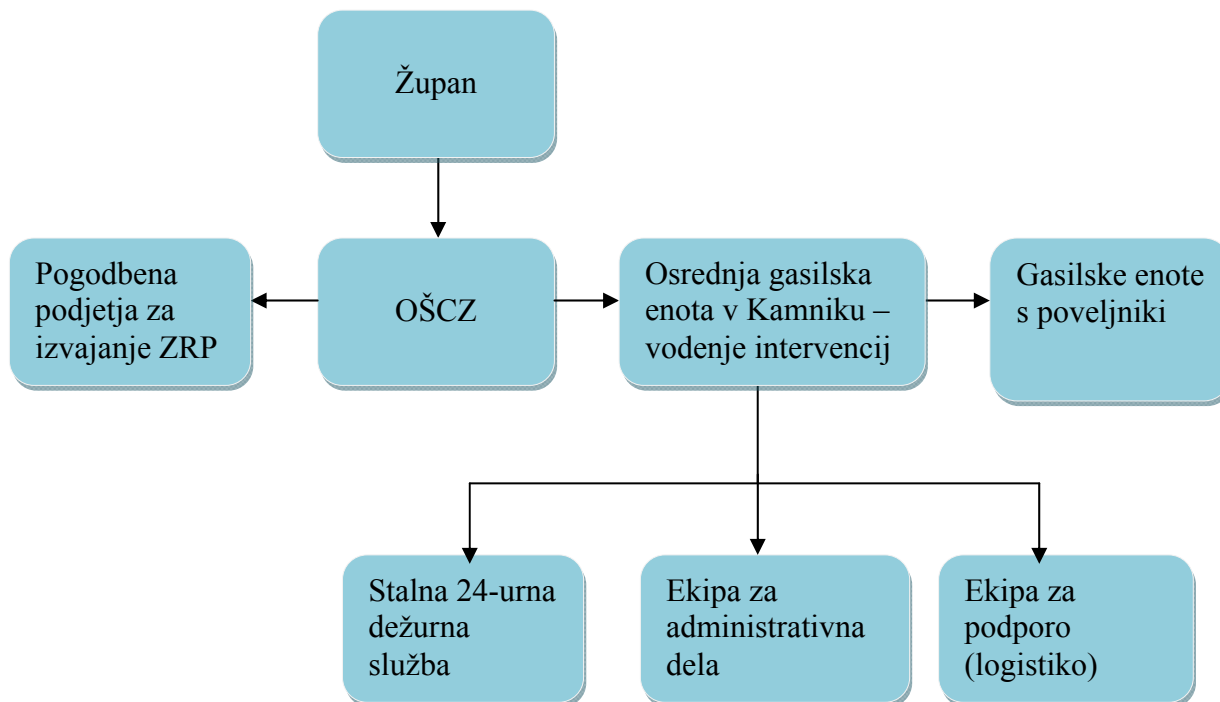 Župan
Pogodbena
podjetja za
izvajanje ZRP
OŠCZ
Osrednja gasilska
enota v Kamniku –
vodenje intervencij
Gasilske enote
s poveljniki
Stalna 24-urna
dežurna
služba
Ekipa za
administrativna
dela
Ekipa za
podporo
(logistiko)